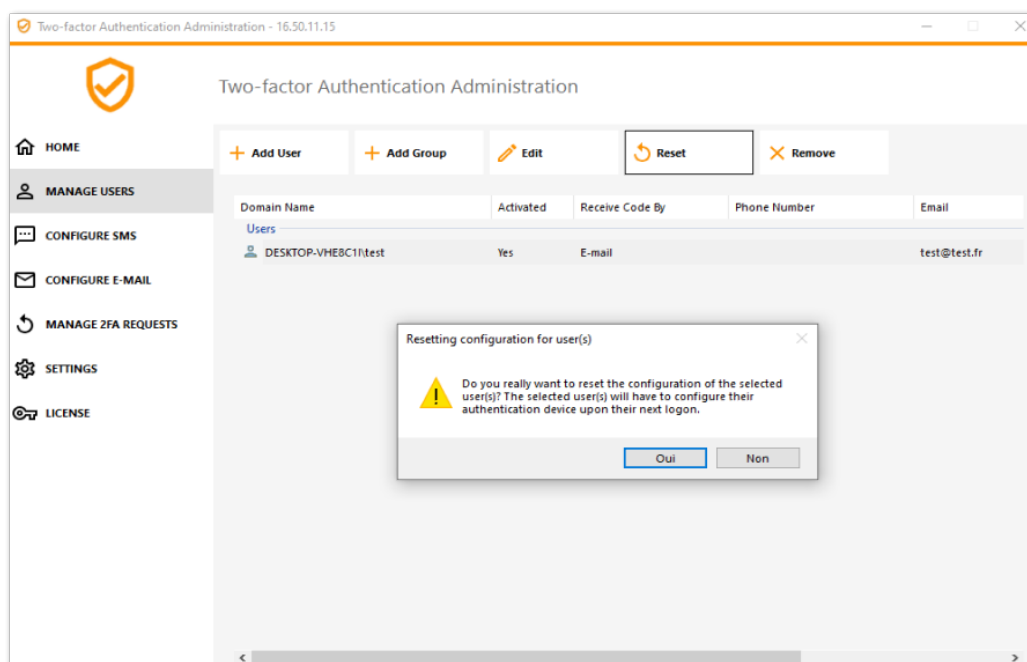 Two-factor Authentication Administration - 16.50.11.15
Two-factor Authentication Administration
HOME
MANAGE USERS
CONFIGURE SMS
CONFIGURE E-MAIL
MANAGE 2FA REQUESTS
SETTINGS
LICENSE
Add User Add Group Edit Reset Remove
Domain Name Activated Receive Code By Phone Number Email
Users
DESKTOP-VHE8C1I\test Yes E-mail test@test.fr
Resetting configuration for user(s)
Do you really want to reset the configuration of the selected
user(s)? The selected user(s) will have to configure their
authentication device upon their next logon.
Oui Non